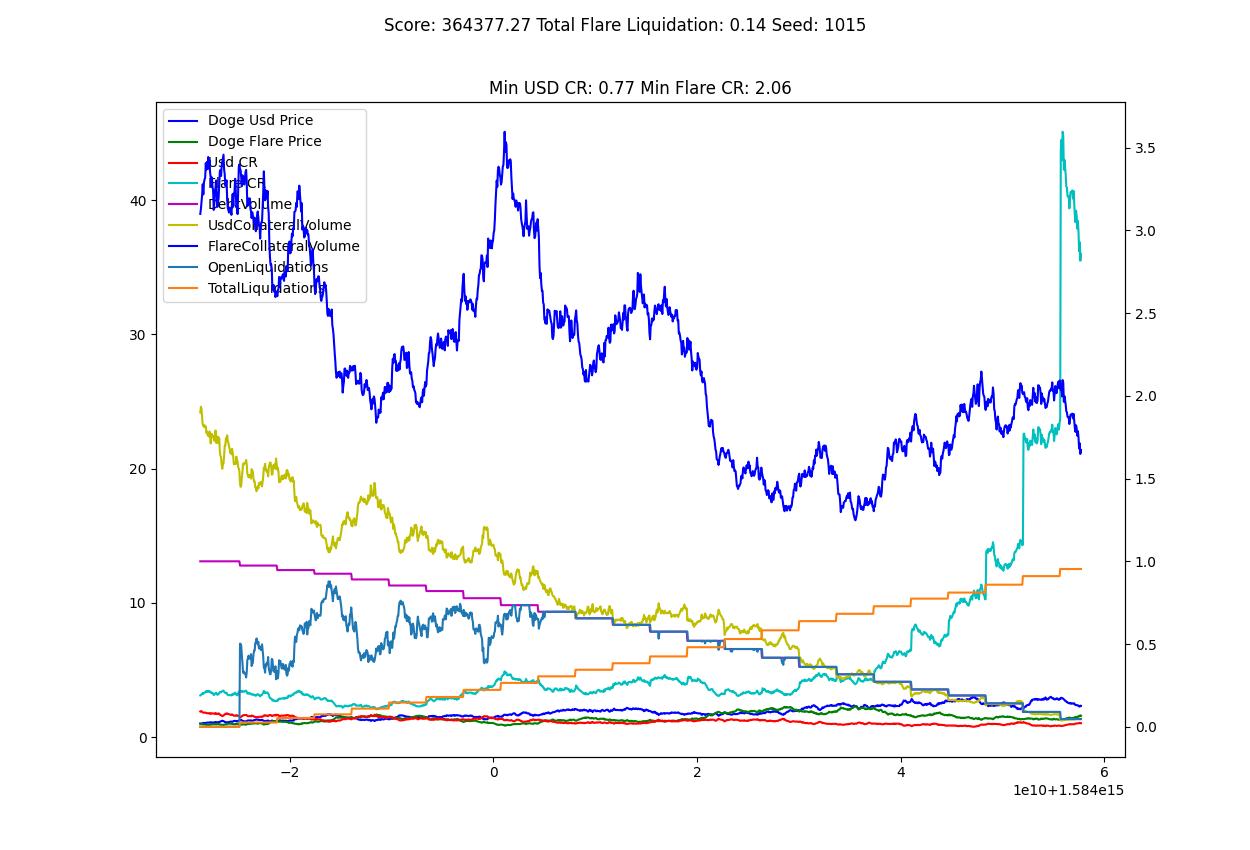 Score: 364377.27 Total Flare Liquidation: 0.14 Seed: 1015
Min USD CR: 0.77 Min Flare CR: 2.06
Doge Usd Price
Doge Flare Price
Usd CR
Flare CR
DebtVolume
UsdCollateralVolume
FlareCollateralVolume
OpenLiquidations
TotalLiquidations
40
30
20
10
0
3.5
3.0
2.5
2.0
1.5
1.0
0.5
0.0
−2
0
2
4
6
1e10+1.584e15